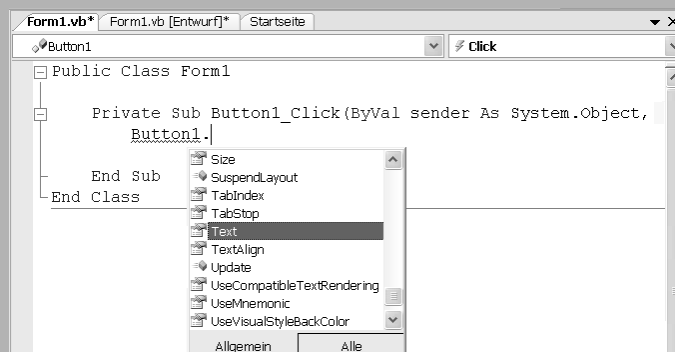 Form1.vb* Form1.vb [Entwurf]* Startseite
Button1 Click
Public Class Form1
Private Sub Button1_Click(ByVal sender As System.Object,
Button1.
End Sub
End Class
Size
SuspendLayout
TabIndex
TabStop
Text
TextAlign
Update
UseCompatibleTextRendering
UseMnemonic
UseVisualStyleBackColor
Allgemein Alle